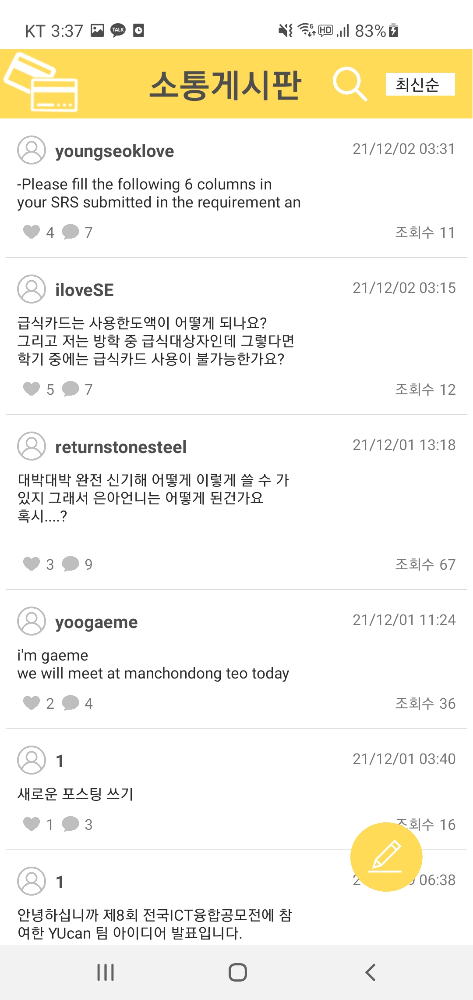 KT 3:37 TALK G HD 83%
소통게시판 최신순
youngseoklove 21/12/02 03:31
-Please fill the following 6 columns in
your SRS submitted in the requirement an
4 7 조회수 11
iloveSE 21/12/02 03:15
급식카드는 사용한도액이 어떻게 되나요?
그리고 저는 방학 중 급식대상자인데 그렇다면
학기 중에는 급식카드 사용이 불가능한가요?
5 7 조회수 12
returnstonesteel 21/12/01 13:18
대박대박 완전 신기해 어떻게 이렇게 쓸 수 가
있지 그래서 은아언니는 어떻게 된건가요
혹시....?
3 9 조회수 67
yoogaeme 21/12/01 11:24
i'm gaeme
we will meet at manchondong teo today
2 4 조회수 36
1 21/12/01 03:40
새로운 포스팅 쓰기
1 3 조회수 16
1 06:38
안녕하십니까 제8회 전국ICT융합공모전에 참
여한 YUcan 팀 아이디어 발표입니다.